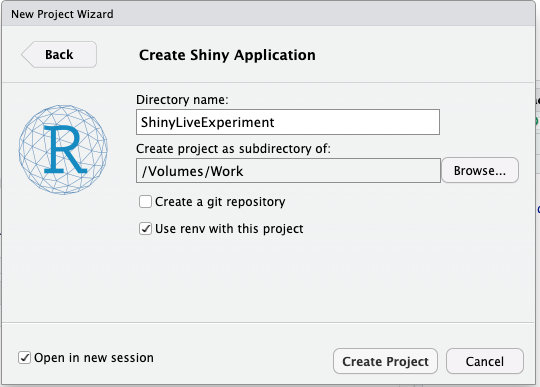 New Project Wizard
Back
Create Shiny Application
Directory name:
ShinyLiveExperiment
Create project as subdirectory of:
/Volumes/Work
Browse...
R
Create a git repository
Use renv with this project
Open in new session
Create Project
Cancel